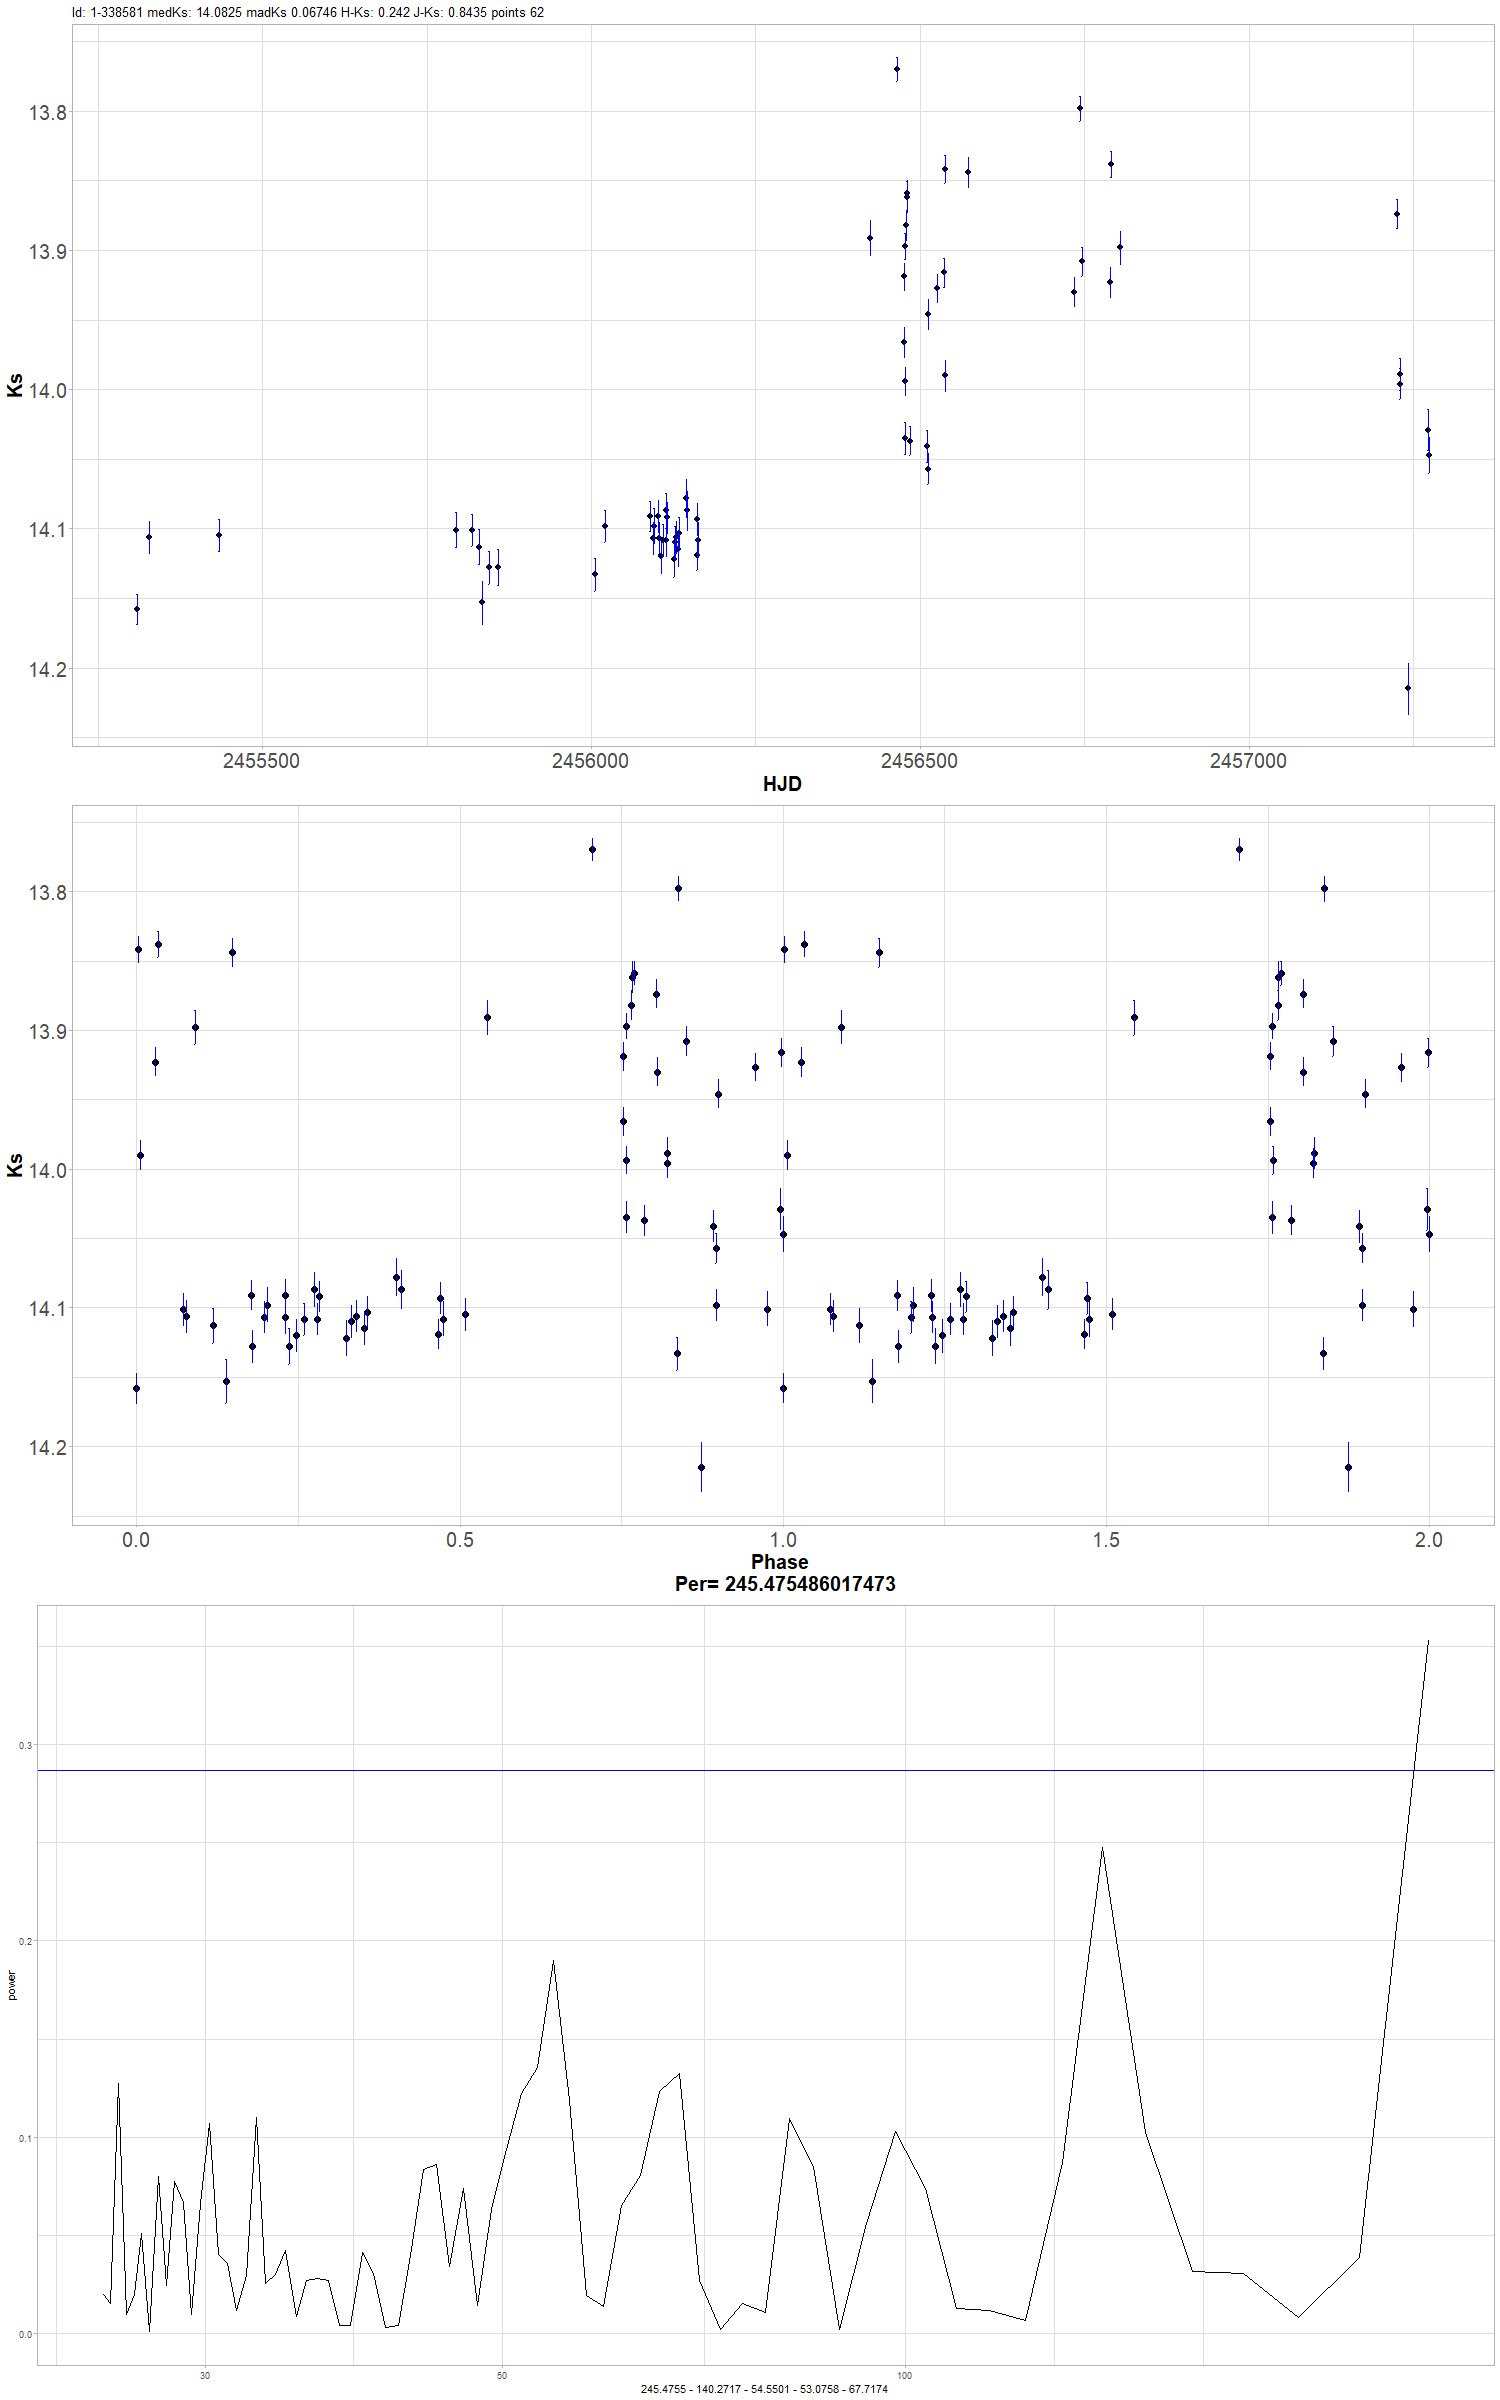 Id: 1-338581 medKs: 14.0825 madKs 0.06746 H-Ks: 0.242 J-Ks: 0.8435 points 62
13.8
13.9
14.0
14.1
14.2
Ks
2455500 2456000 2456500 2457000
HJD
13.8
13.9
14.0
14.1
14.2
Ks
0.0 0.5 1.0 1.5 2.0
Phase
Per= 245.475486017473
0.3
0.2
0.1
0.0
power
30 50 100
245.4755 - 140.2717 - 54.5501 - 53.0758 - 67.7174